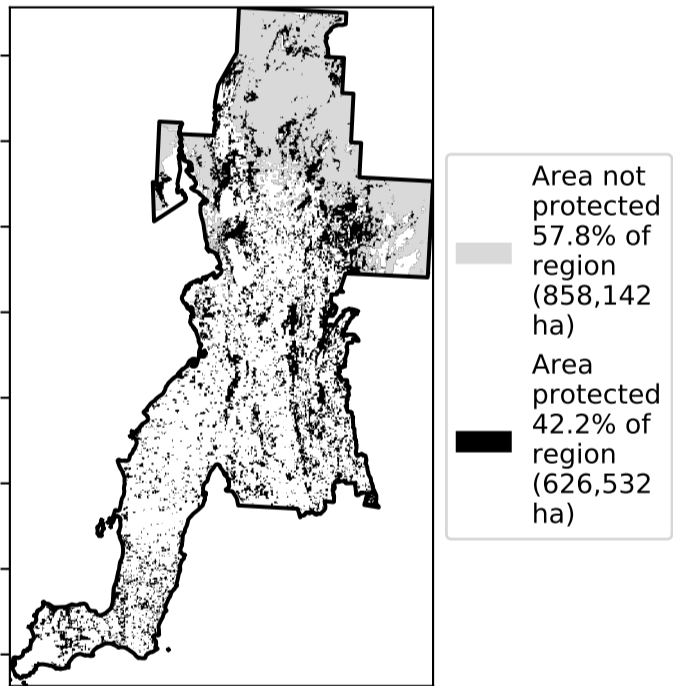 Area not
protected
57.8% of
region
(858,142
ha)
Area
protected
42.2% of
region
(626,532
ha)